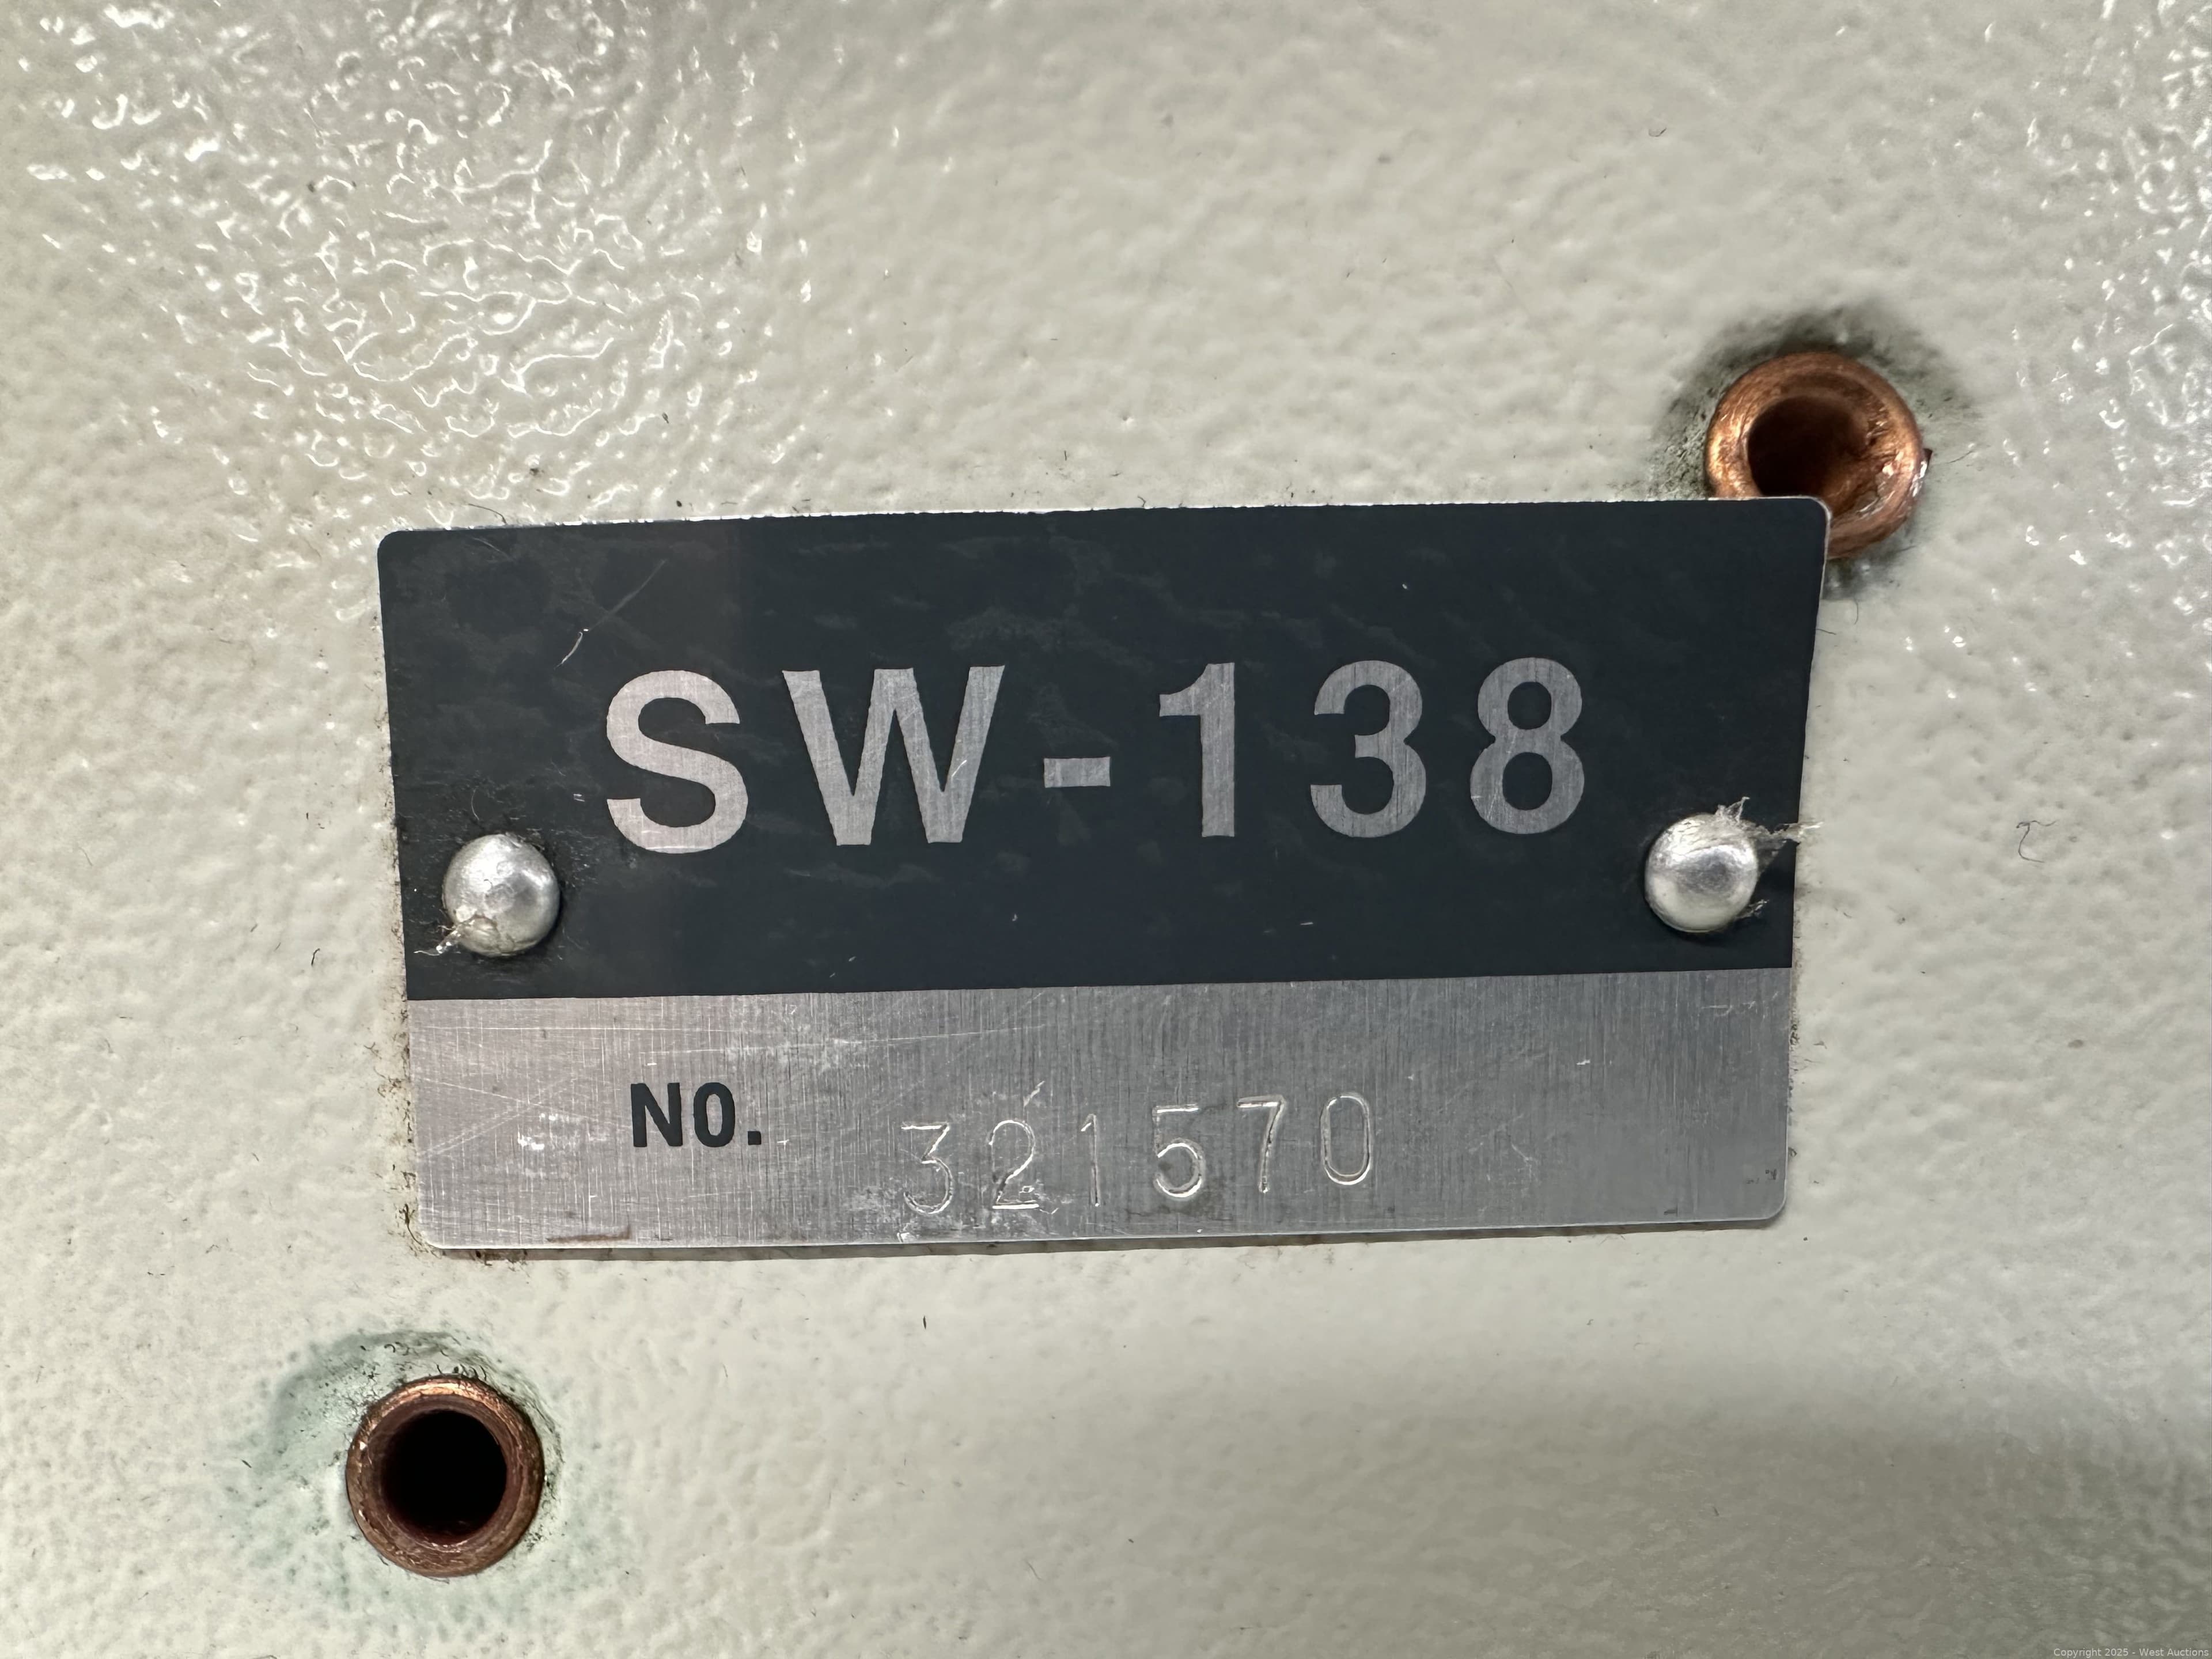 SW-138
NO. 321570
Copyright 2025 - West Auctions